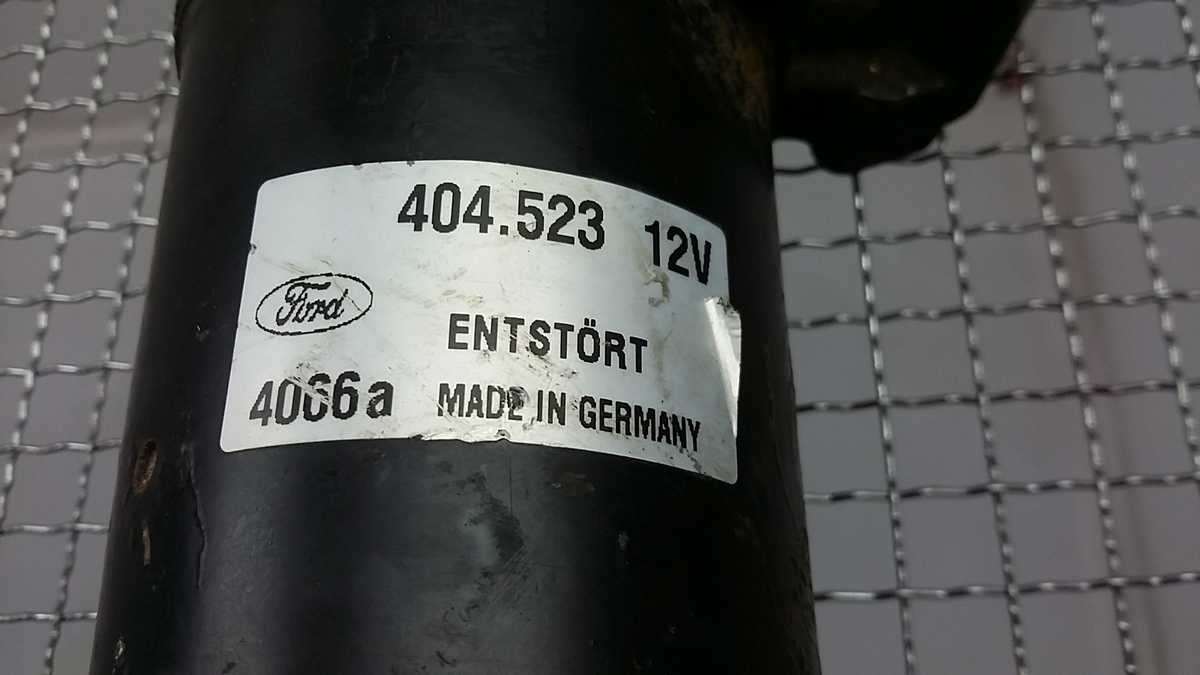 404.523 12V
Ford
ENTSTÖRT
4066a MADE IN GERMANY